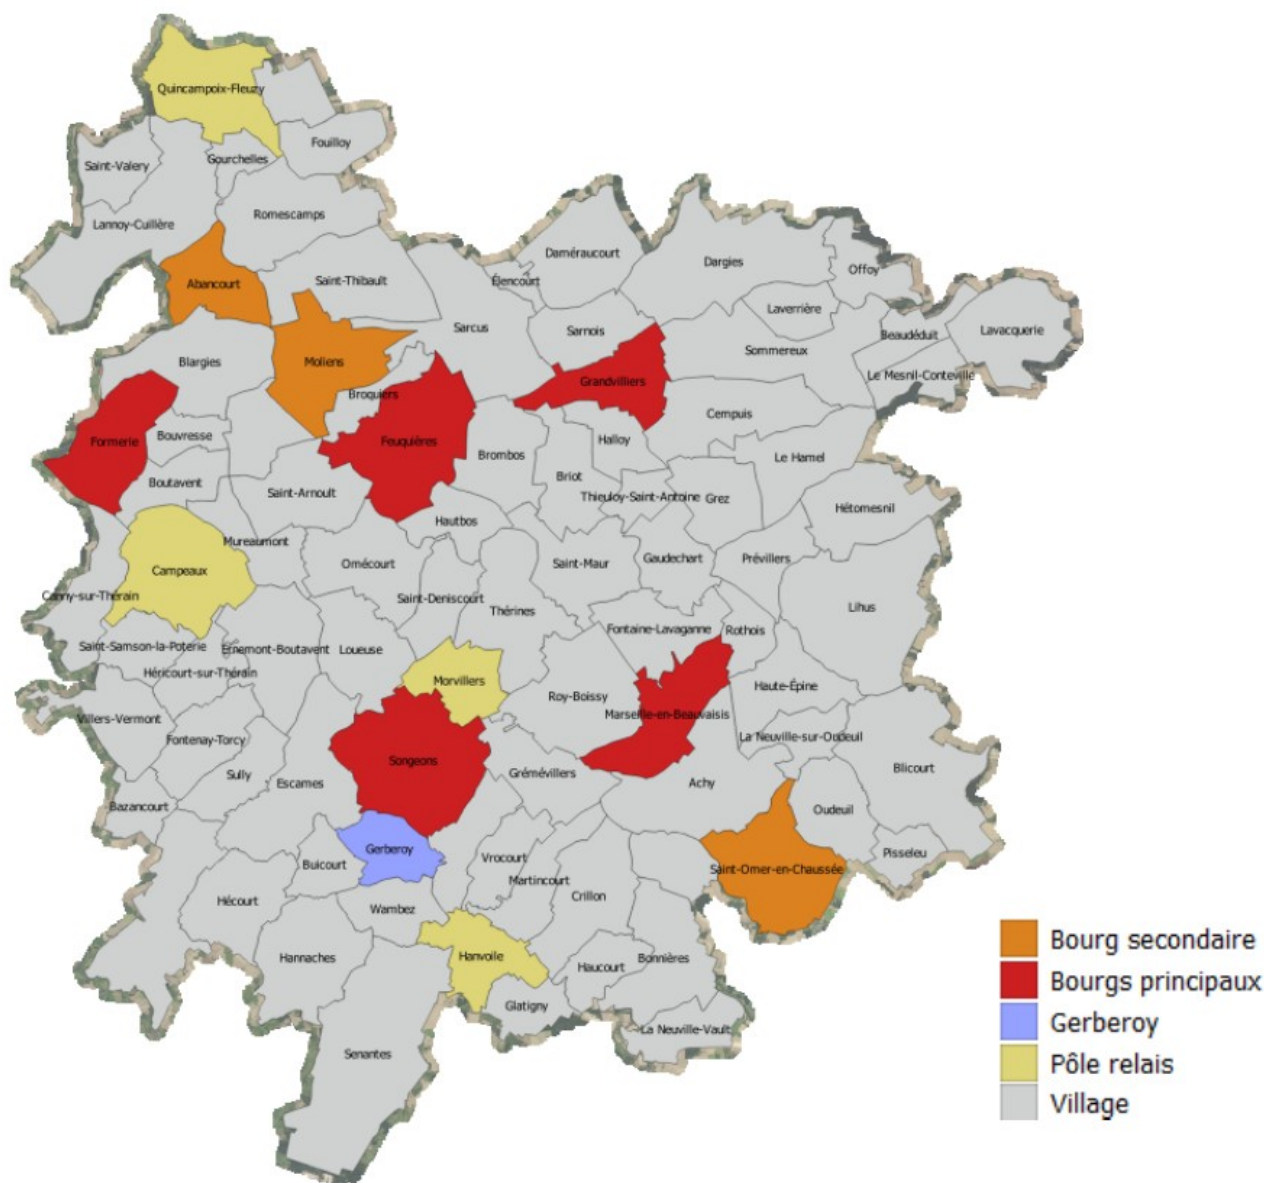 Quincampoix-Fleuzy
Fouilloy
Gourchelles
Saint-Valery
Romescamps
Lannoy-Cuillère
Daméraucourt
Dargies
Offoy
Élencourt
Saint-Thibault
Abancourt
Laverrière
Sarcus
Sarnois
Lavacquerie
Beaudéduit
Sommereux
Blargies
Moliens
Le Mesnil-Conteville
Grandvilliers
Broquiers
Cempuis
Formerie
Bouvresse
Feuquières
Halloy
Brombos
Le Hamel
Briot
Boutavent
Saint-Arnoult
Thieuloy-Saint-Antoine
Grez
Hétomesnil
Hautbos
Mureaumont
Gaudechart
Prévillers
Omécourt
Saint-Maur
Campeaux
Canny-sur-Thérain
Saint-Deniscourt
Lihus
Thérines
Fontaine-Lavaganne
Rothois
Saint-Samson-la-Poterie
Ernemont-Boutavent
Loueuse
Héricourt-sur-Thérain
Morvillers
Haute-Épine
Roy-Boissy
Marseille-en-Beauvaisis
Villers-Vermont
Fontenay-Torcy
La Neuville-sur-Oudeuil
Songeons
Blicourt
Sully
Grémévillers
Escames
Achy
Bazancourt
Oudeuil
Gerberoy
Pisseleu
Vrocourt
Buicourt
Saint-Omer-en-Chaussée
Martincourt
Crillon
Hécourt
Wambez
Hannaches
Hanvoile
Bonnières
Haucourt
Glatigny
La Neuville-Vault
Senantes
Bourg secondaire
Bourgs principaux
Gerberoy
Pôle relais
Village